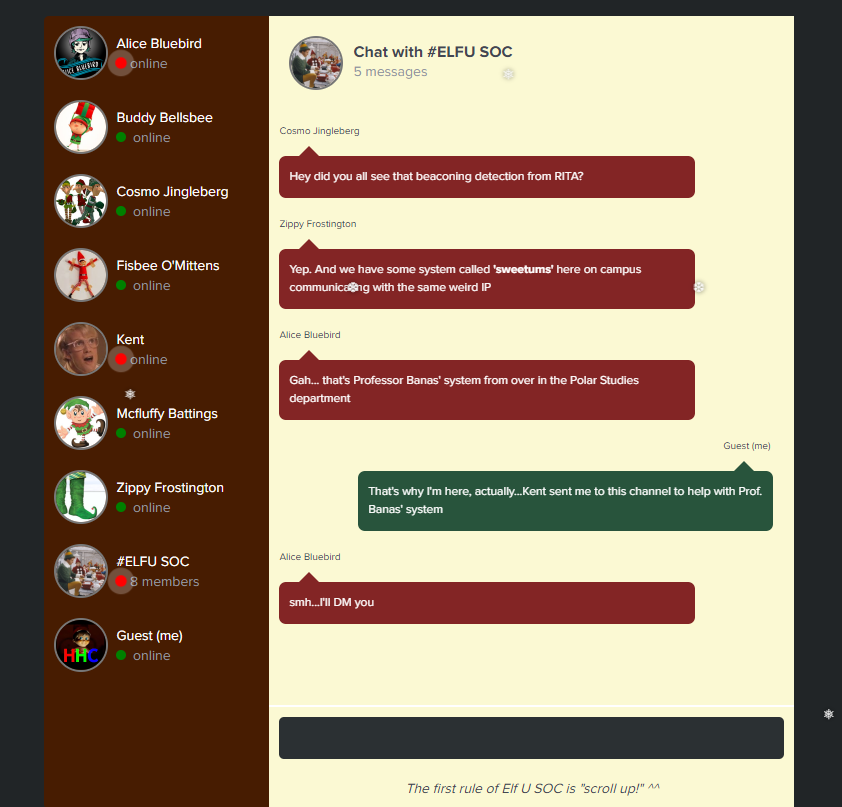 Alice Bluebird
online
ALICE BLUEBIRD
Buddy Bellsbee
online
Cosmo Jingleberg
online
Fisbee O'Mittens
online
Kent
online
Mcfluffy Battings
online
Zippy Frostington
online
#ELFU SOC
8 members
Guest (me)
online
HHC
Chat with #ELFU SOC
5 messages
Cosmo Jingleberg
Hey did you all see that beaconing detection from RITA?
Zippy Frostington
Yep. And we have some system called 'sweetums' here on campus
communicating with the same weird IP
Alice Bluebird
Gah... that's Professor Banas' system from over in the Polar Studies
department
Guest (me)
That's why I'm here, actually...Kent sent me to this channel to help with Prof.
Banas' system
Alice Bluebird
smh...I'll DM you
The first rule of Elf U SOC is "scroll up!" ^^